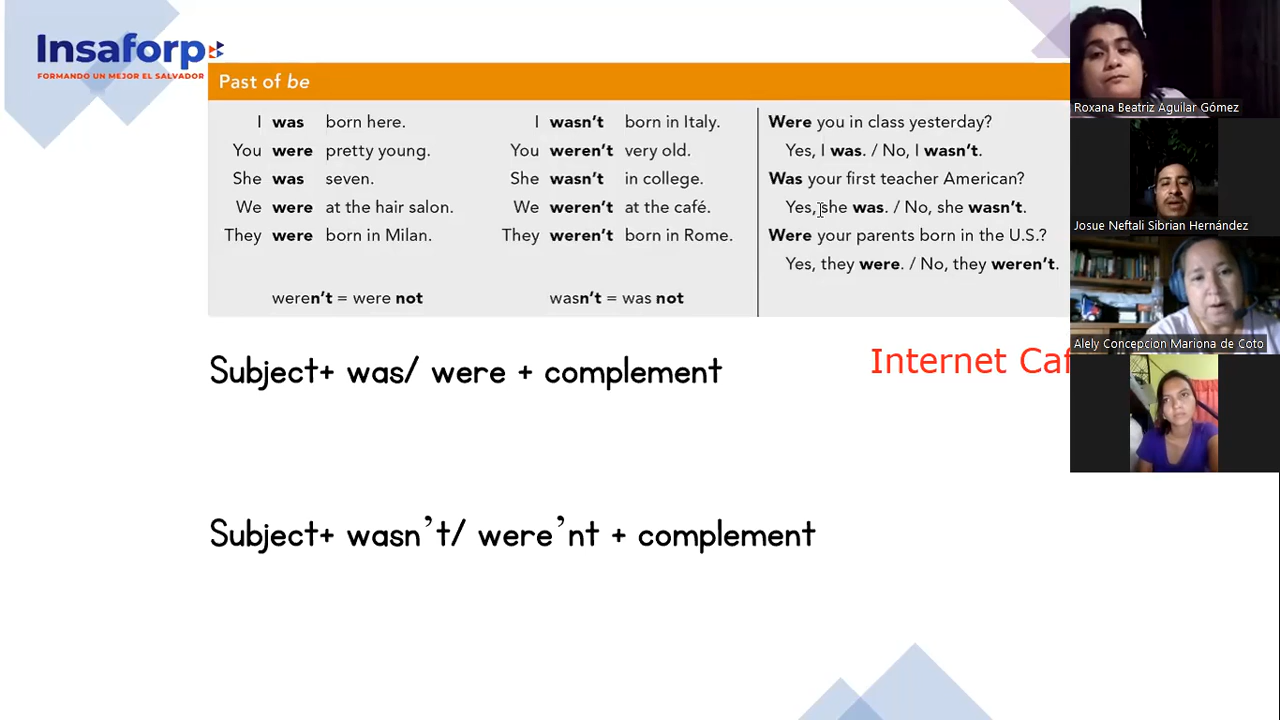 Insaforp
FORMANDO UN MEJOR EL SALVADOR
Past of be
I was born here.
You were pretty young.
She was seven.
We were at the hair salon.
They were born in Milan.
weren't = were not
I wasn't born in Italy.
You weren't very old.
She wasn't in college.
We weren't at the café.
They weren't born in Rome.
wasn't = was not
Were you in class yesterday?
Yes, I was. / No, I wasn't.
Was your first teacher American?
Yes, she was. / No, she wasn't.
Were your parents born in the U.S.?
Yes, they were. / No, they weren't.
Subject+ was/ were + complement
Internet
Subject+ wasn't/ were'nt + complement
Roxana Beatriz Aguilar Gómez
Josue Neftali Sibrian Hernández
Alely Concepcion Mariona de Coto